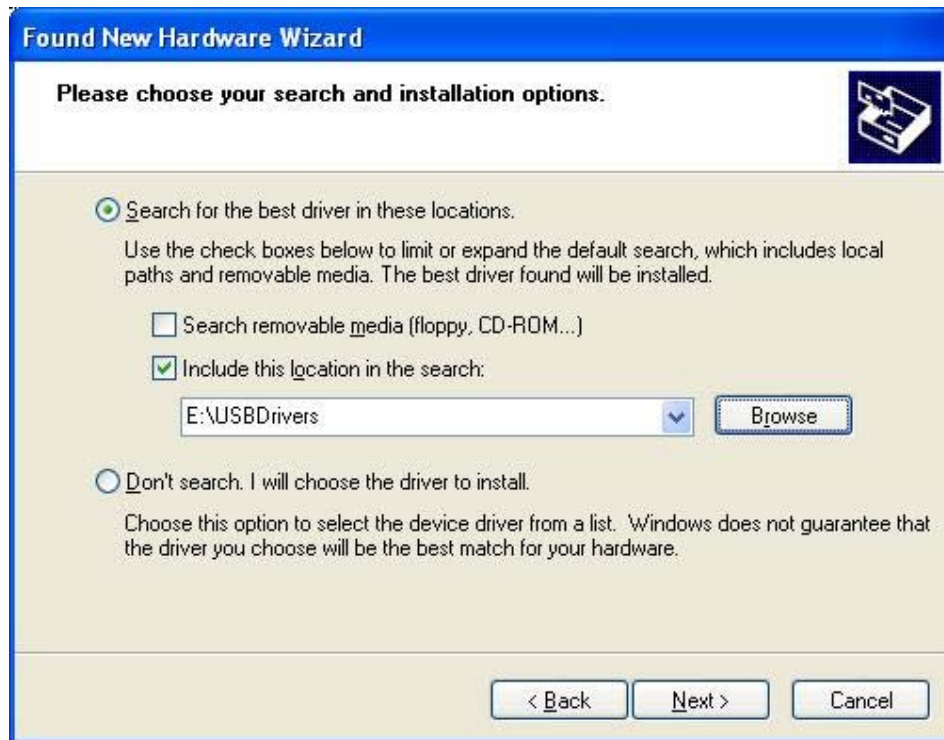 Found New Hardware Wizard
Please choose your search and installation options.
Search for the best driver in these locations.
Use the check boxes below to limit or expand the default search, which includes local
paths and removable media. The best driver found will be installed.
Search removable media (floppy, CD-ROM...)
Include this location in the search:
E:\USBDrivers
Browse
Don't search. I will choose the driver to install.
Choose this option to select the device driver from a list. Windows does not guarantee that
the driver you choose will be the best match for your hardware.
< Back
Next >
Cancel